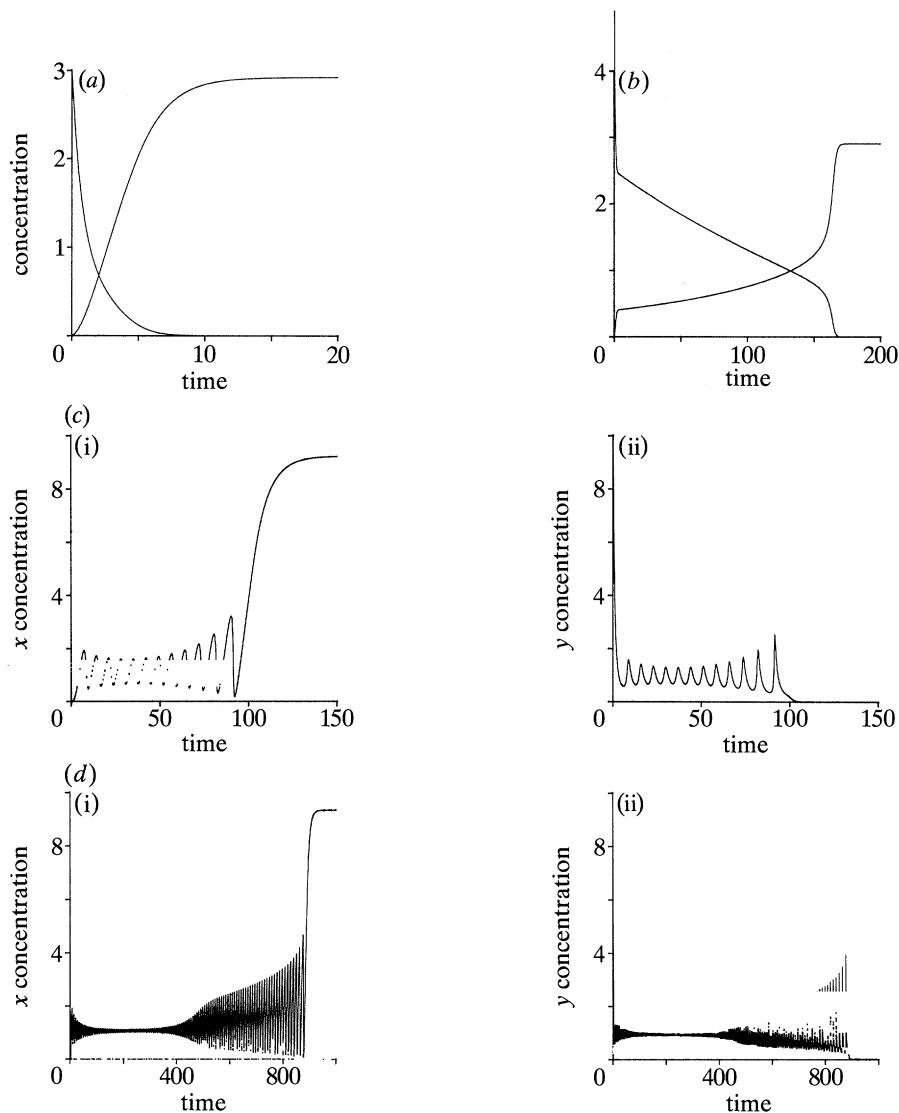 (a)
3
2
1
0
10
20
concentration
time
(b)
4
2
0
100
200
time
(c)
(i)
8
4
0
50
100
150
x concentration
time
(ii)
8
4
0
50
100
150
y concentration
time
(d)
(i)
8
4
0
400
800
x concentration
time
(ii)
8
4
0
400
800
y concentration
time